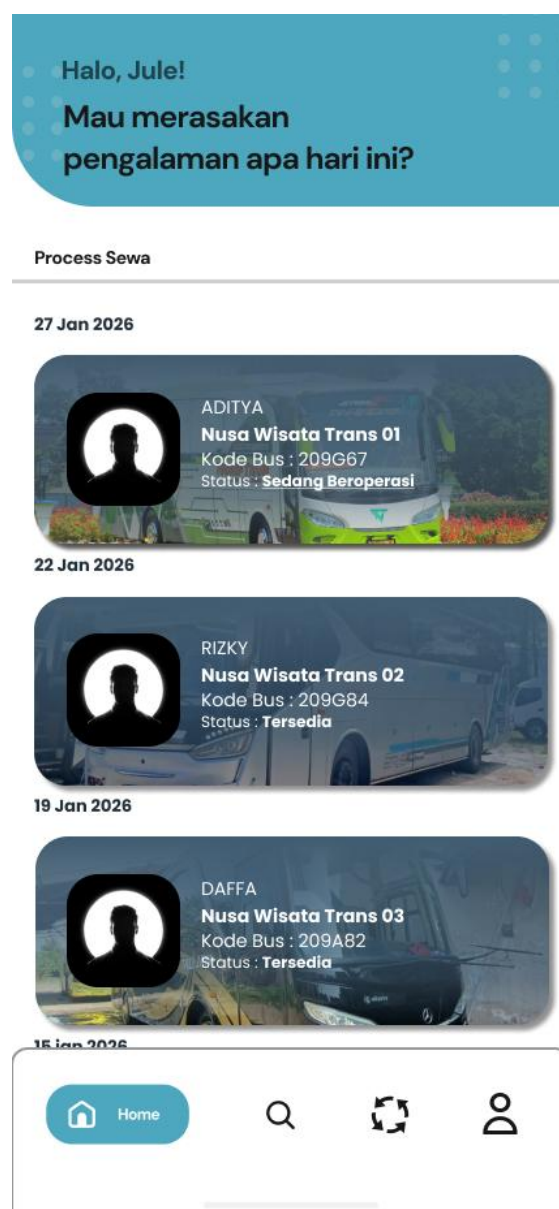 Halo, Jule!
Mau merasakan
pengalaman apa hari ini?
Process Sewa
27 Jan 2026
ADITYA
Nusa Wisata Trans 01
Kode Bus : 209G67
Status : Sedang Beroperasi
22 Jan 2026
RIZKY
Nusa Wisata Trans 02
Kode Bus : 209G84
Status : Tersedia
19 Jan 2026
DAFFA
Nusa Wisata Trans 03
Kode Bus : 209A82
Status : Tersedia
15 jan 2026
Home